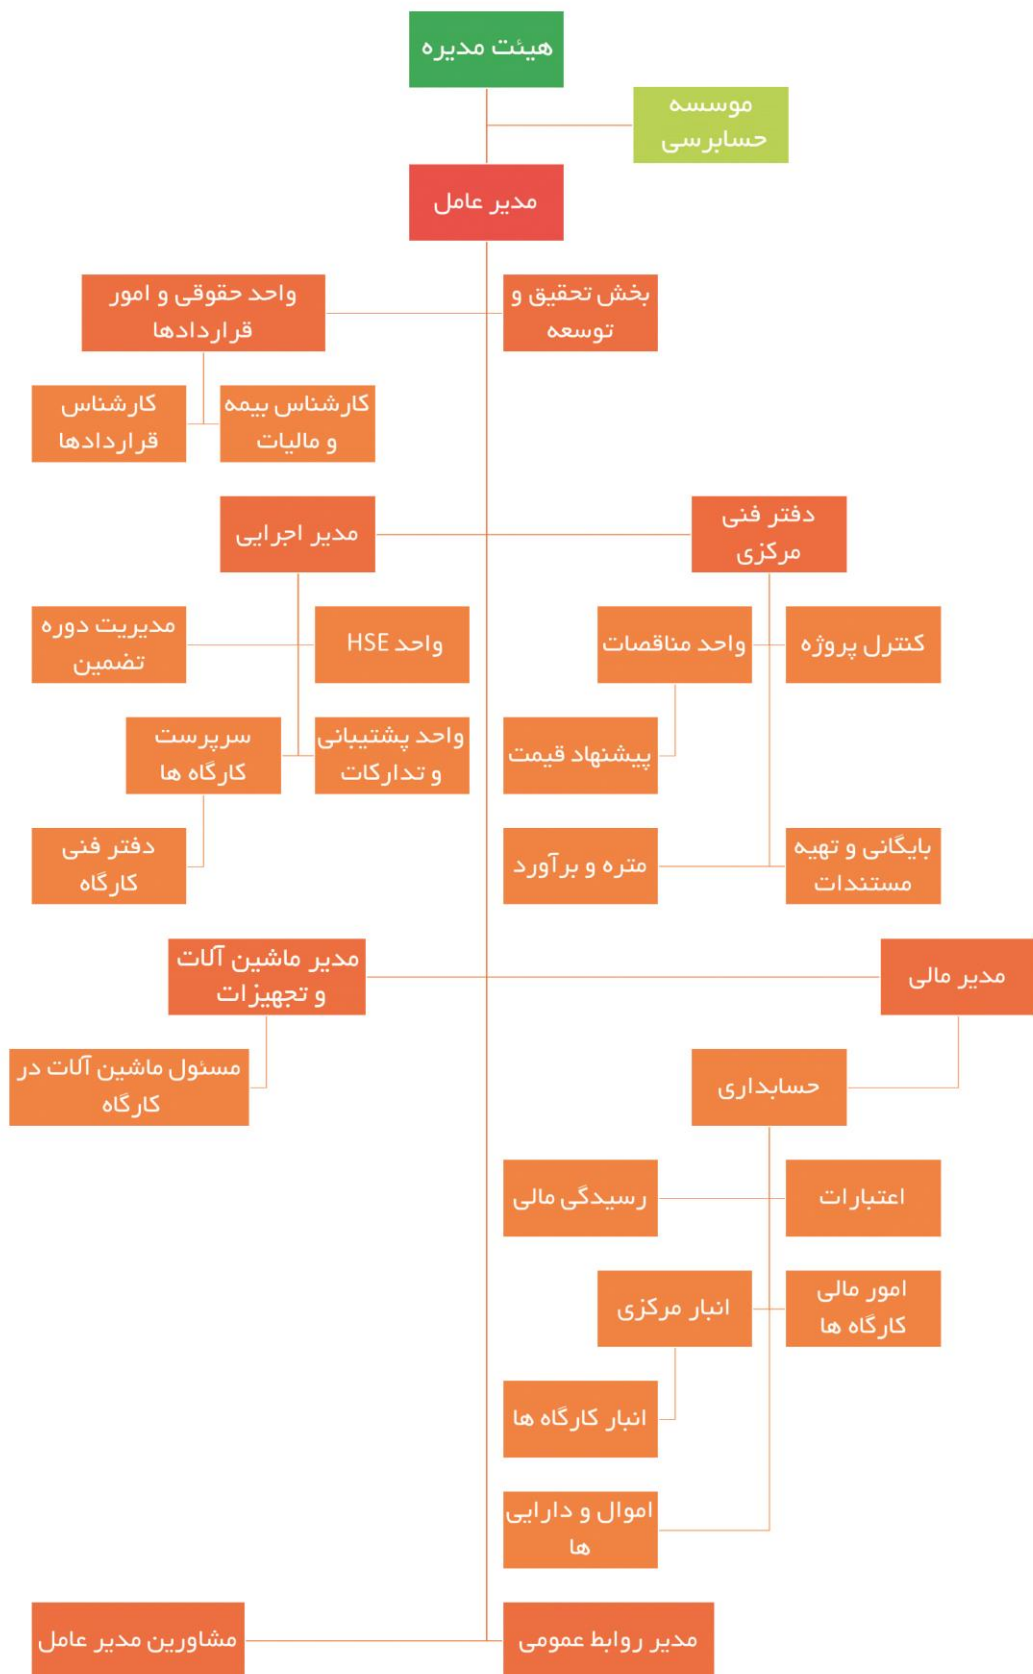 هیئت مدیره
موسسه
حسابرسی
مدیر عامل
بخش تحقیق و
توسعه
واحد حقوقی و امور
قراردادها
کارشناس بیمه
و مالیات
کارشناس
قراردادها
دفتر فنی
مرکزی
مدیر اجرایی
کنترل پروژه
واحد مناقصات
واحد HSE
مدیریت دوره
تضمین
پیشنهاد قیمت
واحد پشتیبانی
و تدارکات
سرپرست
کارگاه ها
بایگانی و تهیه
مستندات
متره و برآورد
دفتر فنی
کارگاه
مدیر مالی
مدیر ماشین آلات
و تجهیزات
حسابداری
مسئول ماشین آلات در
کارگاه
اعتبارات
رسیدگی مالی
امور مالی
کارگاه ها
انبار مرکزی
انبار کارگاه ها
اموال و دارایی
ها
مدیر روابط عمومی
مشاورین مدیر عامل